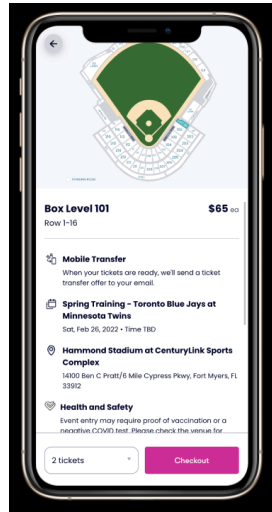 Box Level 101
$65 ea
Row 1-16
Mobile Transfer
When your tickets are ready, we'll send a ticket
transfer offer to your email.
Spring Training - Toronto Blue Jays at
Minnesota Twins
Sat, Feb 26, 2022 • Time TBD
Hammond Stadium at CenturyLink Sports
Complex
14100 Ben C Pratt/6 Mile Cypress Pkwy, Fort Myers, FL
33912
Health and Safety
Event entry may require proof of vaccination or a
negative COVID test. Please check the venue for
2 tickets
Checkout